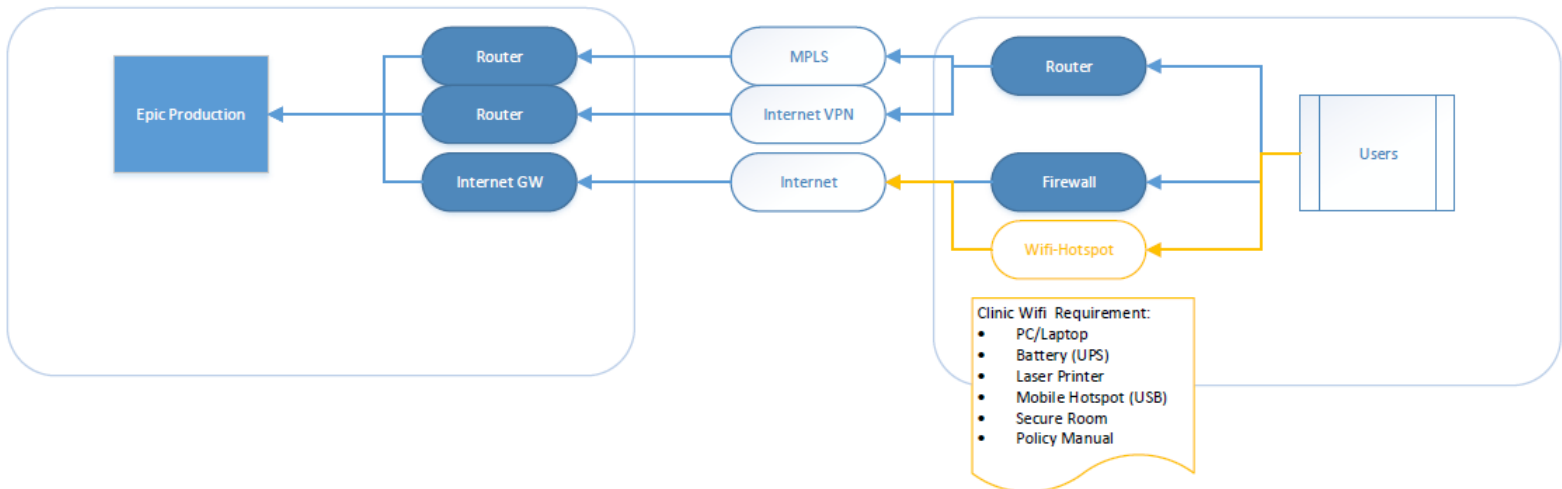 Router
MPLS
Router
Epic Production
Router
Internet VPN
Users
Internet GW
Internet
Firewall
Wifi-Hotspot
Clinic Wifi Requirement:
• PC/Laptop
• Battery (UPS)
• Laser Printer
• Mobile Hotspot (USB)
• Secure Room
• Policy Manual